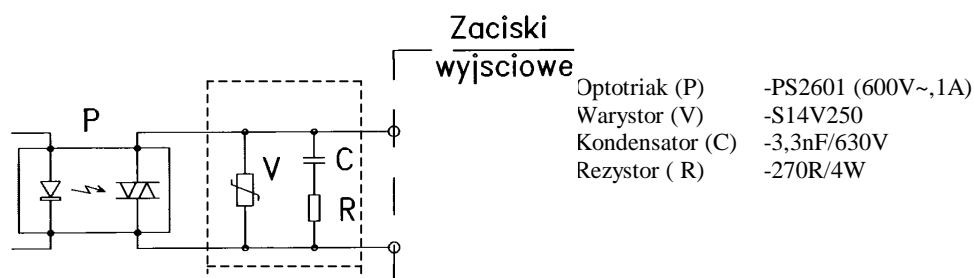 Zaciski
wyjsciowe
P
V
C
R
Optotriak (P) -PS2601 (600V~,1A)
Warystor (V) -S14V250
Kondensator (C) -3,3nF/630V
Rezystor ( R) -270R/4W